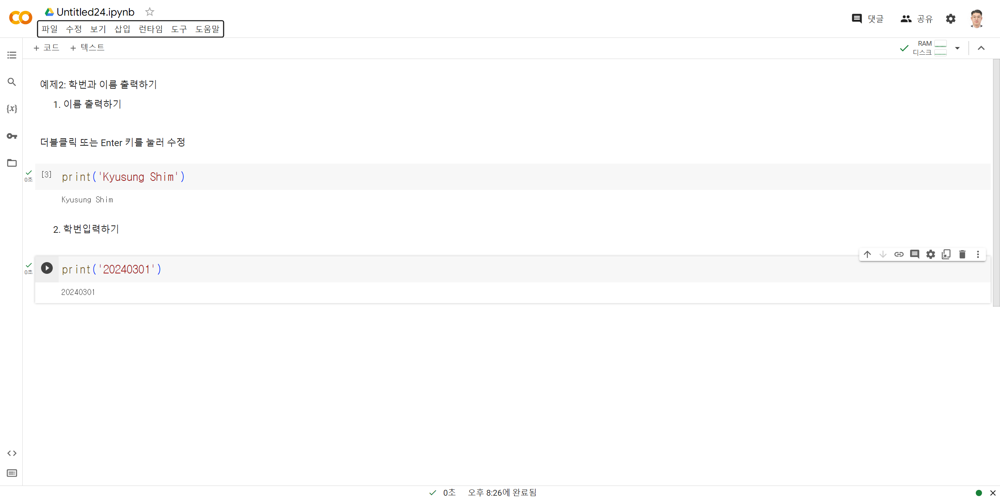 Untitled24.ipynb
파일 수정 보기 삽입 런타임 도구 도움말
댓글 공유
+ 코드 + 텍스트
RAM
디스크
{x}
예제2: 학번과 이름 출력하기
1. 이름 출력하기
더블클릭 또는 Enter 키를 눌러 수정
0초
[3] print('Kyusung Shim')
Kyusung Shim
2. 학번입력하기
0초
print('20240301')
20240301
0초 오후 8:26에 완료됨